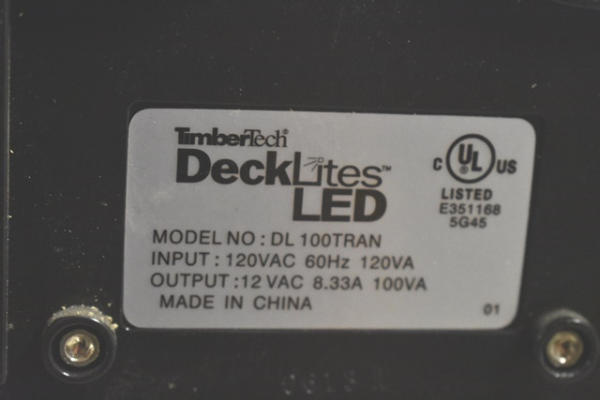 TimberTech®
DeckLites™
LED
MODEL NO : DL 100TRAN
INPUT : 120VAC 60Hz 120VA
OUTPUT : 12 VAC 8.33A 100VA
MADE IN CHINA
C UL US
LISTED
E351168
5G45
01